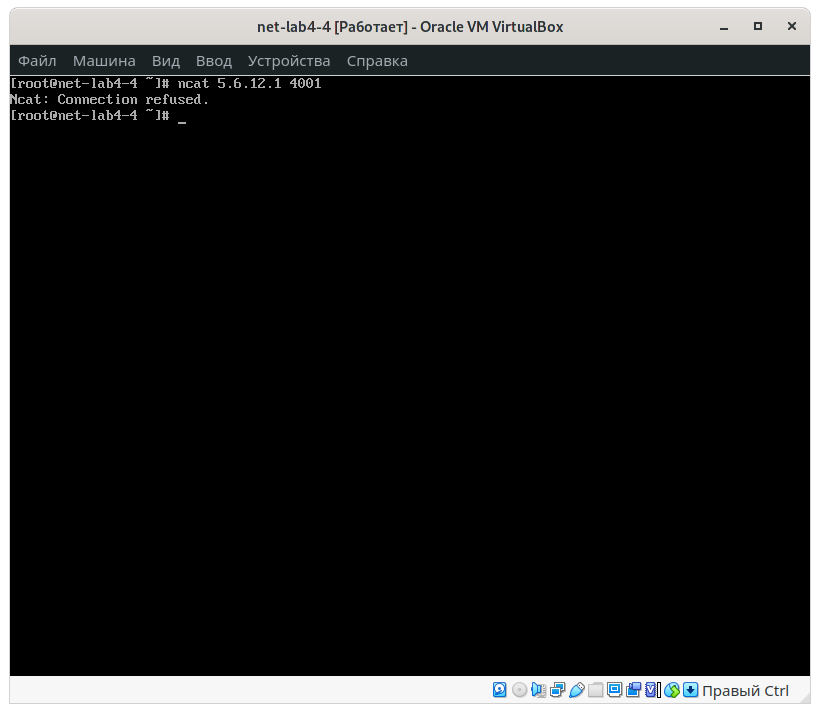 net-lab4-4 [Работает] - Oracle VM VirtualBox
Файл Машина Вид Ввод Устройства Справка
[root@net-lab4-4 ~]# ncat 5.6.12.1 4001
Ncat: Connection refused.
[root@net-lab4-4 ~]# _
Правый Ctrl